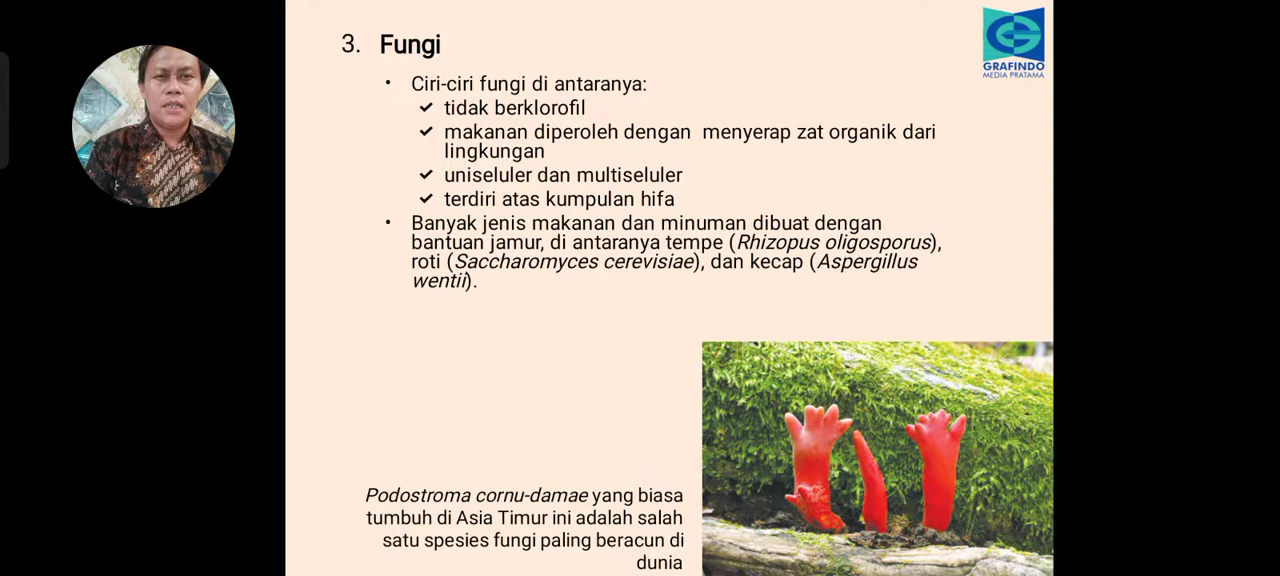 3. Fungi
GRAFINDO
MEDIA PRATAMA
• Ciri-ciri fungi di antaranya:
✓ tidak berklorofil
✓ makanan diperoleh dengan menyerap zat organik dari
lingkungan
✓ uniseluler dan multiseluler
✓ terdiri atas kumpulan hifa
• Banyak jenis makanan dan minuman dibuat dengan
bantuan jamur, di antaranya tempe (Rhizopus oligosporus),
roti (Saccharomyces cerevisiae), dan kecap (Aspergillus
wentii).
Podostroma cornu-damae yang biasa
tumbuh di Asia Timur ini adalah salah
satu spesies fungi paling beracun di
dunia